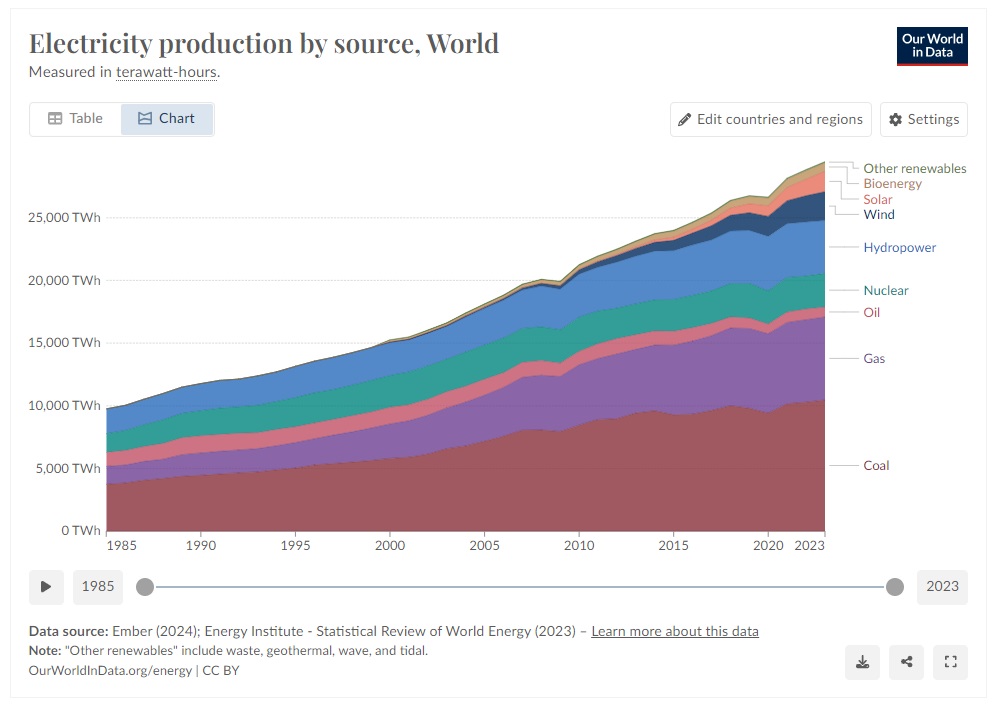 Electricity production by source, World
Measured in terawatt-hours.
Our World
in Data
Table
Chart
Edit countries and regions
Settings
Other renewables
Bioenergy
Solar
Wind
Hydropower
Nuclear
Oil
Gas
Coal
25,000 TWh
20,000 TWh
15,000 TWh
10,000 TWh
5,000 TWh
0 TWh
1985 1990 1995 2000 2005 2010 2015 2020 2023
1985
2023
Data source: Ember (2024); Energy Institute - Statistical Review of World Energy (2023) – Learn more about this data
Note: "Other renewables" include waste, geothermal, wave, and tidal.
OurWorldInData.org/energy | CC BY